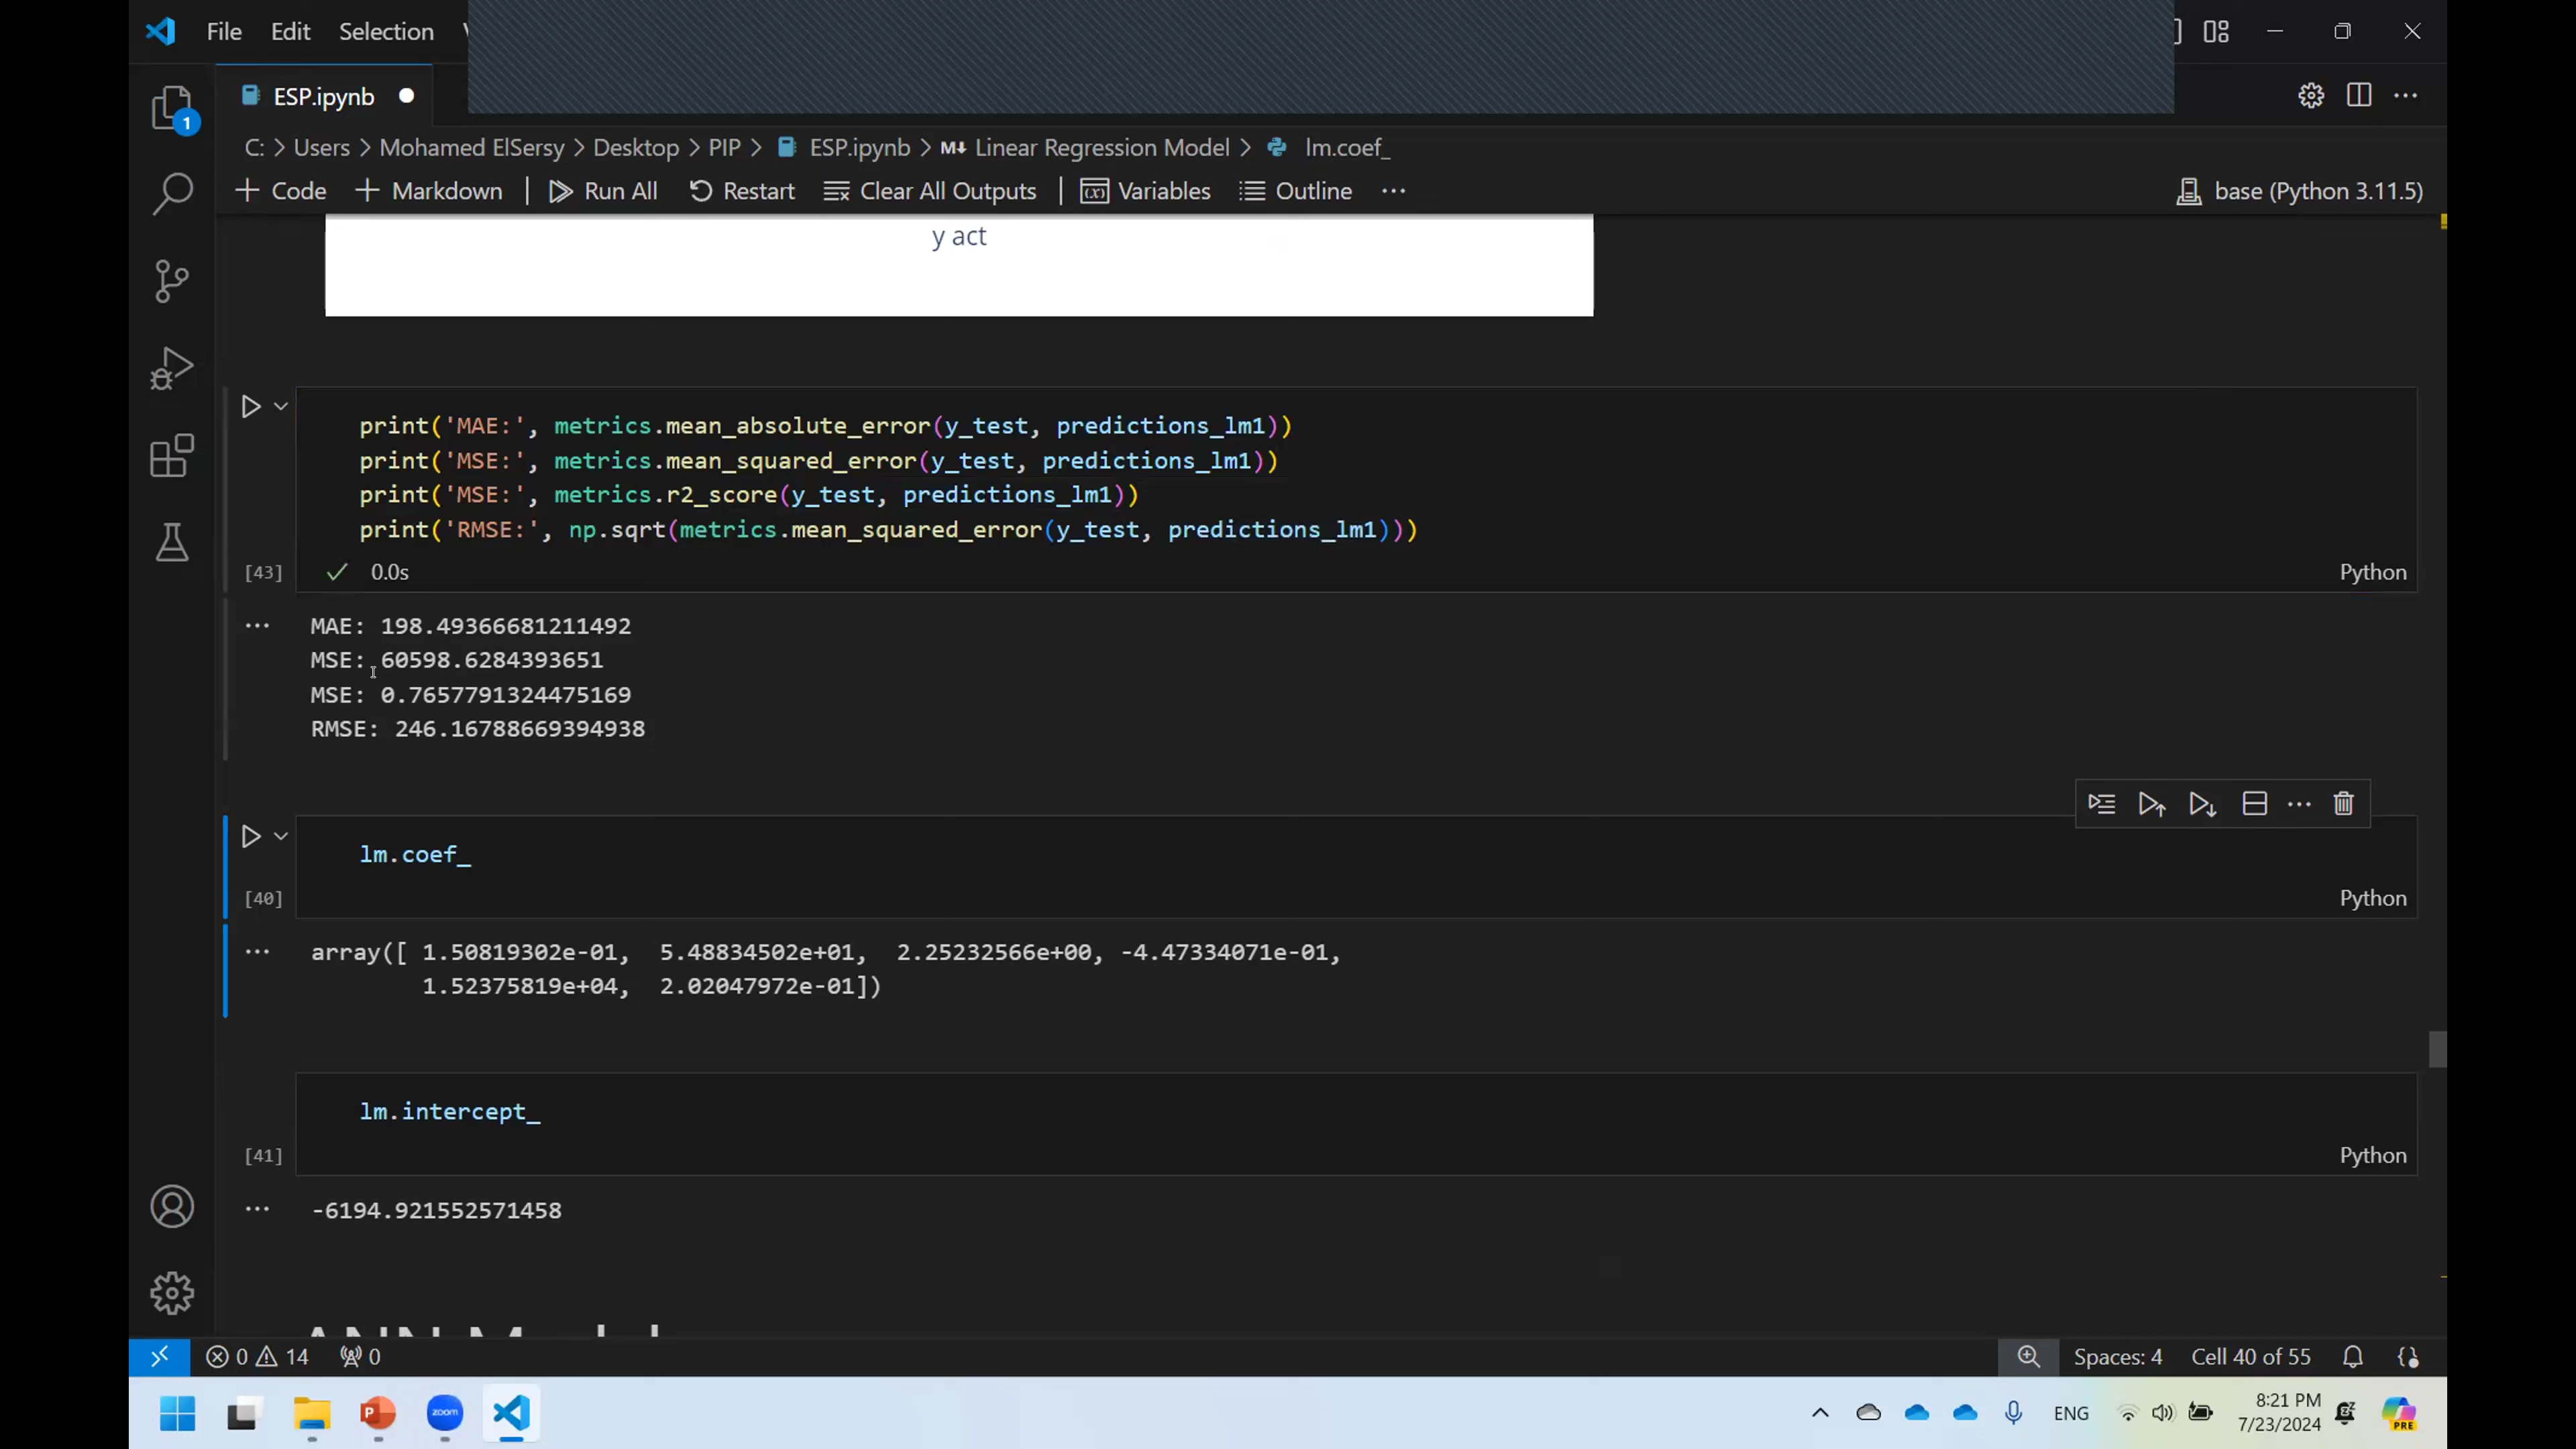 File Edit Selection
ESP.ipynb
1
C: > Users > Mohamed ElSersy > Desktop > PIP > ESP.ipynb > M↓ Linear Regression Model > lm.coef_
+ Code + Markdown Run All Restart Clear All Outputs Variables Outline ... base (Python 3.11.5)
y act
print('MAE:', metrics.mean_absolute_error(y_test, predictions_lm1))
print('MSE:', metrics.mean_squared_error(y_test, predictions_lm1))
print('MSE:', metrics.r2_score(y_test, predictions_lm1))
print('RMSE:', np.sqrt(metrics.mean_squared_error(y_test, predictions_lm1)))
[43] 0.0s Python
MAE: 198.49366681211492
MSE: 60598.6284393651
MSE: 0.7657791324475169
RMSE: 246.16788669394938
lm.coef_
[40] Python
array([ 1.50819302e-01, 5.48834502e+01, 2.25232566e+00, -4.47334071e-01,
1.52375819e+04, 2.02047972e-01])
lm.intercept_
[41] Python
-6194.921552571458
ANN Model
0 14 0 Spaces: 4 Cell 40 of 55
zoom ENG 8:21 PM
7/23/2024
PRE